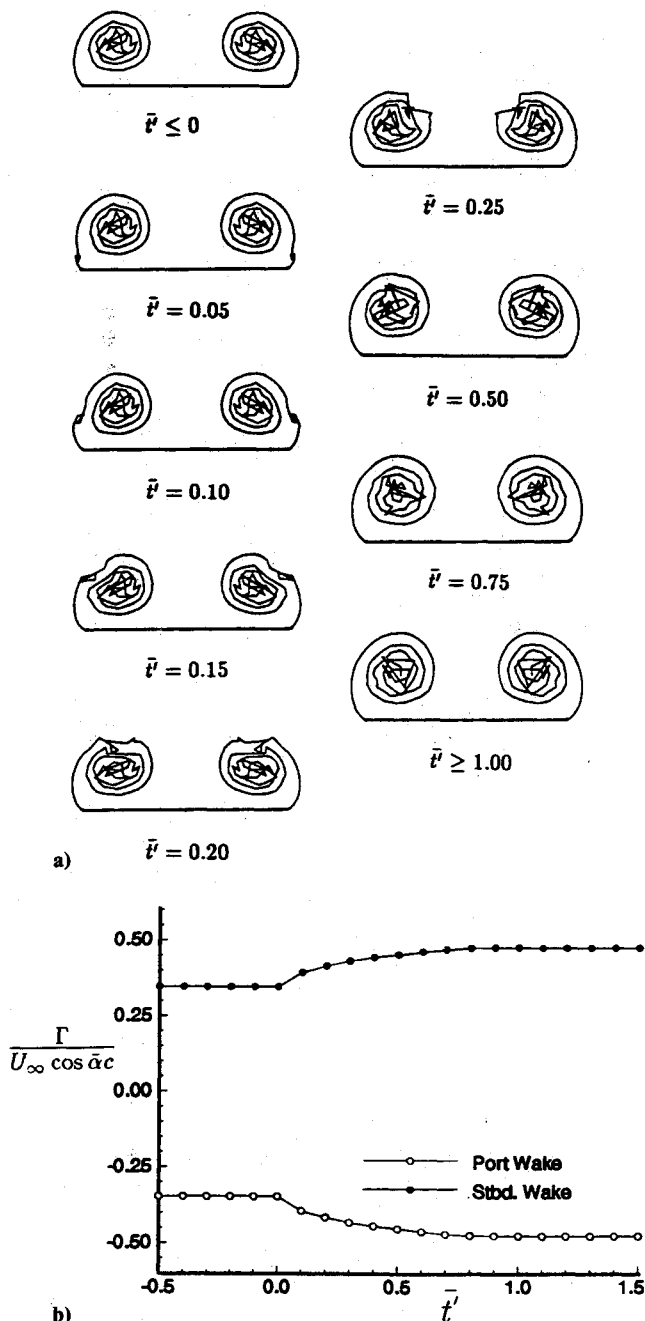 t̄' ≤ 0
t̄' = 0.05
t̄' = 0.10
t̄' = 0.15
t̄' = 0.20
t̄' = 0.25
t̄' = 0.50
t̄' = 0.75
t̄' ≥ 1.00
a)
0.50
0.25
0.00
-0.25
-0.50
Γ
U∞ cos ᾱc
Port Wake
Stbd. Wake
-0.5
0.0
0.5
1.0
1.5
t̄'
b)